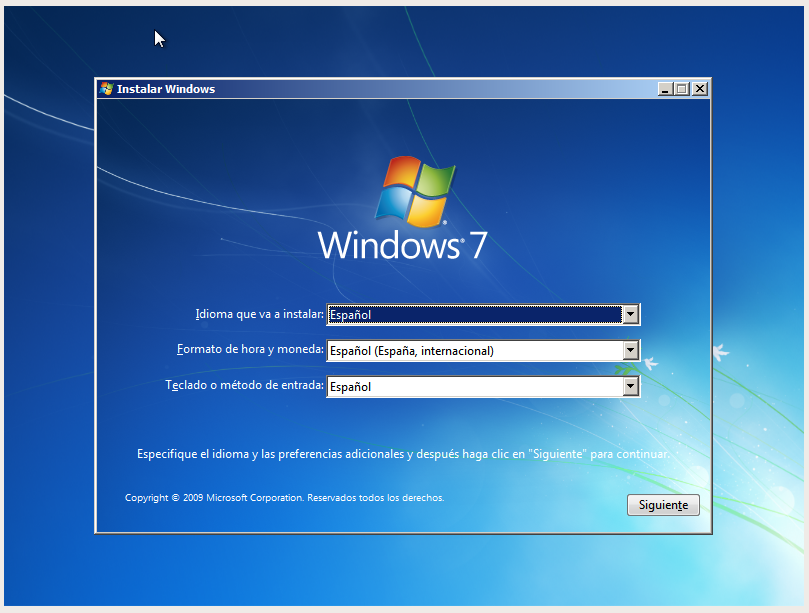 Instalar Windows
Windows® 7
Idioma que va a instalar: Español
Formato de hora y moneda: Español (España, internacional)
Teclado o método de entrada: Español
Especifique el idioma y las preferencias adicionales y después haga clic en "Siguiente" para continuar.
Copyright © 2009 Microsoft Corporation. Reservados todos los derechos.
Siguiente